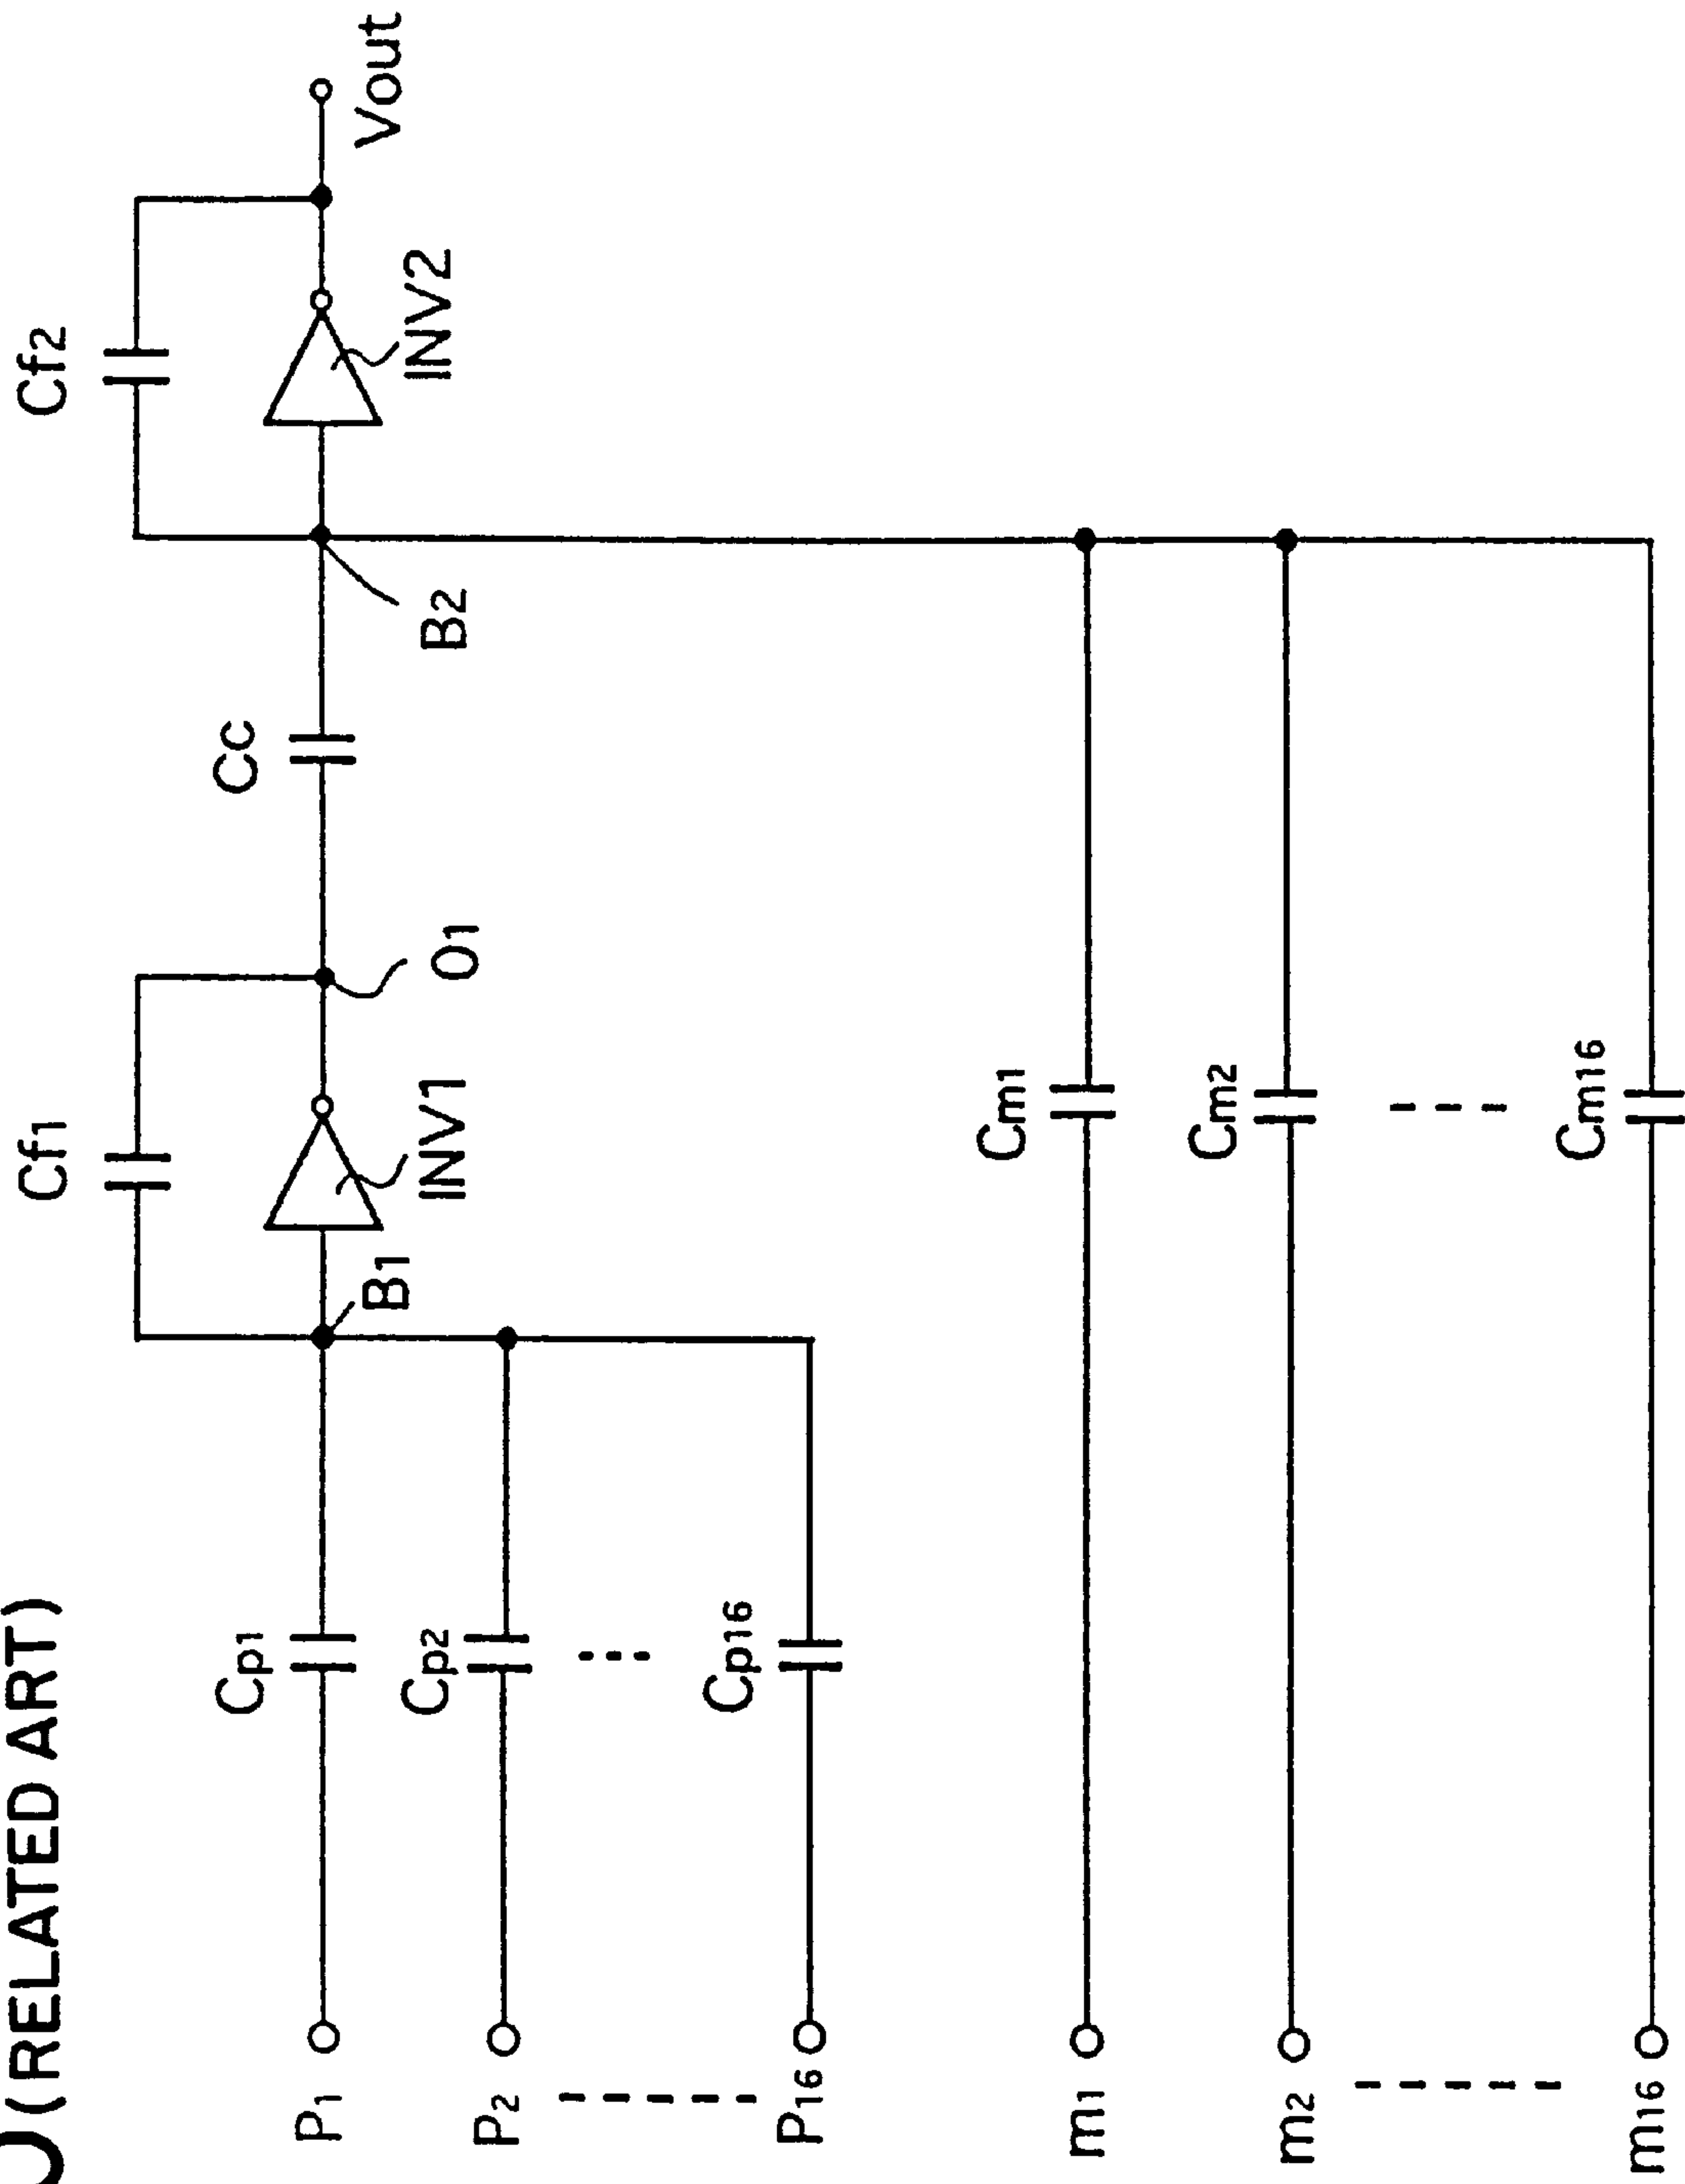 (RELATED ART)
Cf1
Cf2
Cp1
INV1
Cc
INV2
Vout
P1
B1
O1
B2
Cp2
P2
Cp16
P16
Cm1
m1
Cm2
m2
Cm16
m16